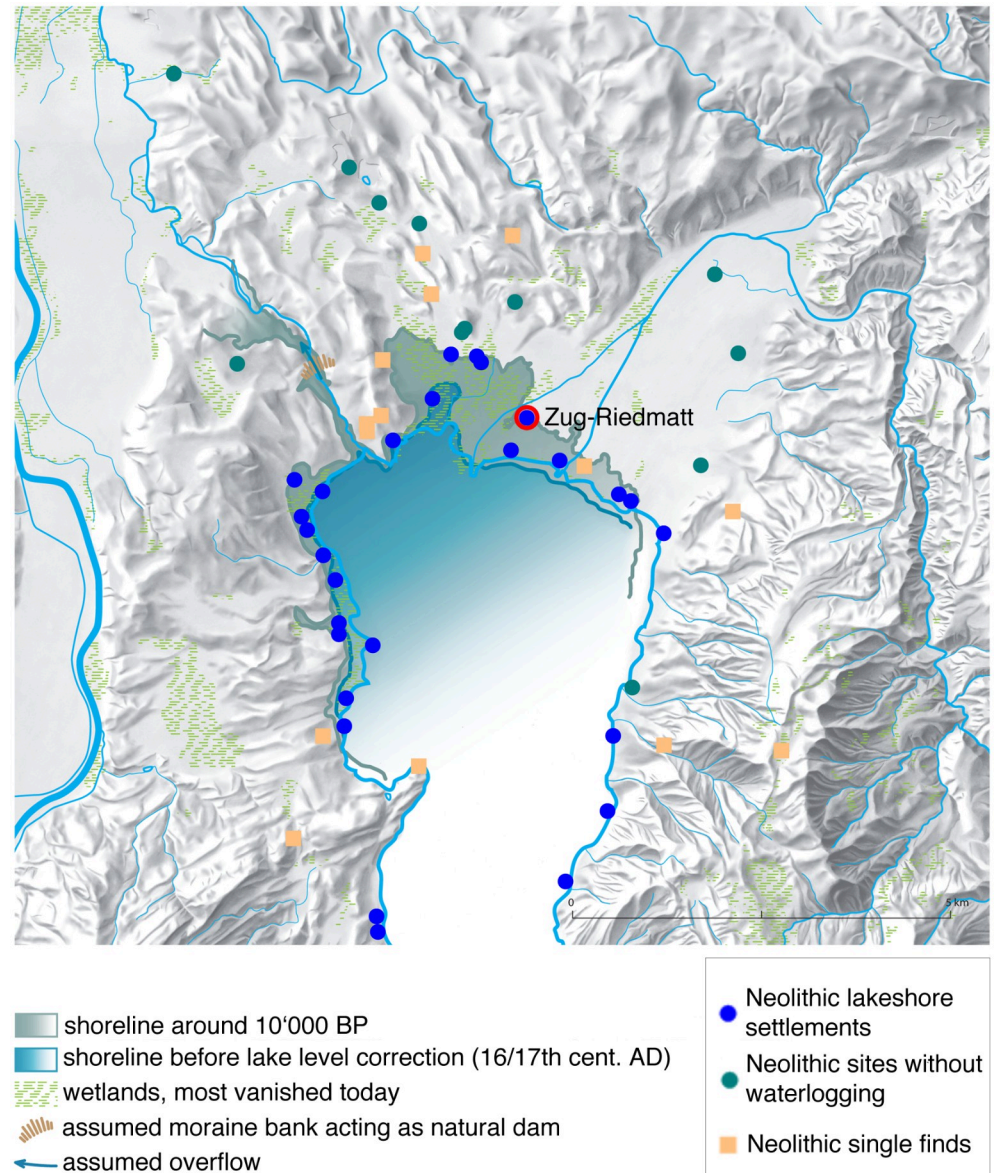 Zug-Riedmatt
0
5 km
shoreline around 10'000 BP
shoreline before lake level correction (16/17th cent. AD)
wetlands, most vanished today
assumed moraine bank acting as natural dam
assumed overflow
Neolithic lakeshore
settlements
Neolithic sites without
waterlogging
Neolithic single finds